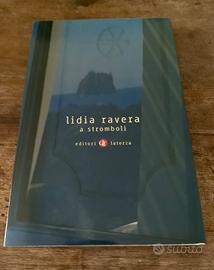 lidia ravera
a stromboli
editori laterza
subito